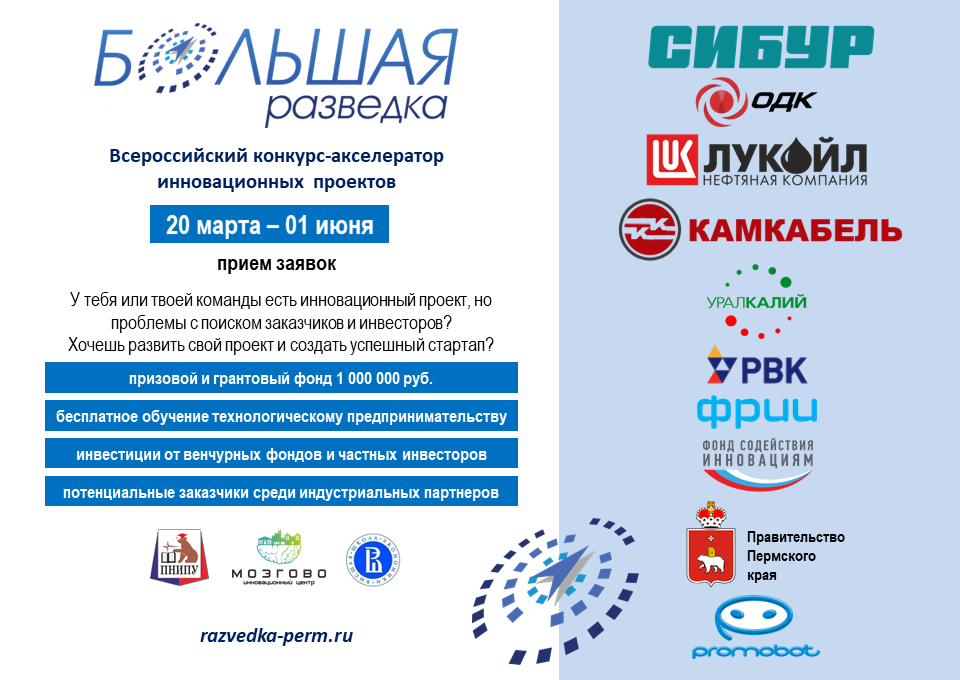 БОЛЬШАЯ
разведка
Всероссийский конкурс-акселератор
инновационных проектов
20 марта – 01 июня
прием заявок
У тебя или твоей команды есть инновационный проект, но
проблемы с поиском заказчиков и инвесторов?
Хочешь развить свой проект и создать успешный стартап?
призовой и грантовый фонд 1 000 000 руб.
бесплатное обучение технологическому предпринимательству
инвестиции от венчурных фондов и частных инвесторов
потенциальные заказчики среди индустриальных партнеров
ПНИПУ
МОЗГОВО
инновационный центр
ВЫСШАЯ ШКОЛА ЭКОНОМИКИ
razvedka-perm.ru
СИБУР
ОДК
ЛУКОЙЛ
НЕФТЯНАЯ КОМПАНИЯ
КАМКАБЕЛЬ
УРАЛКАЛИЙ
РВК
ФРИИ
ФОНД СОДЕЙСТВИЯ
ИННОВАЦИЯМ
Правительство
Пермского
края
promobot